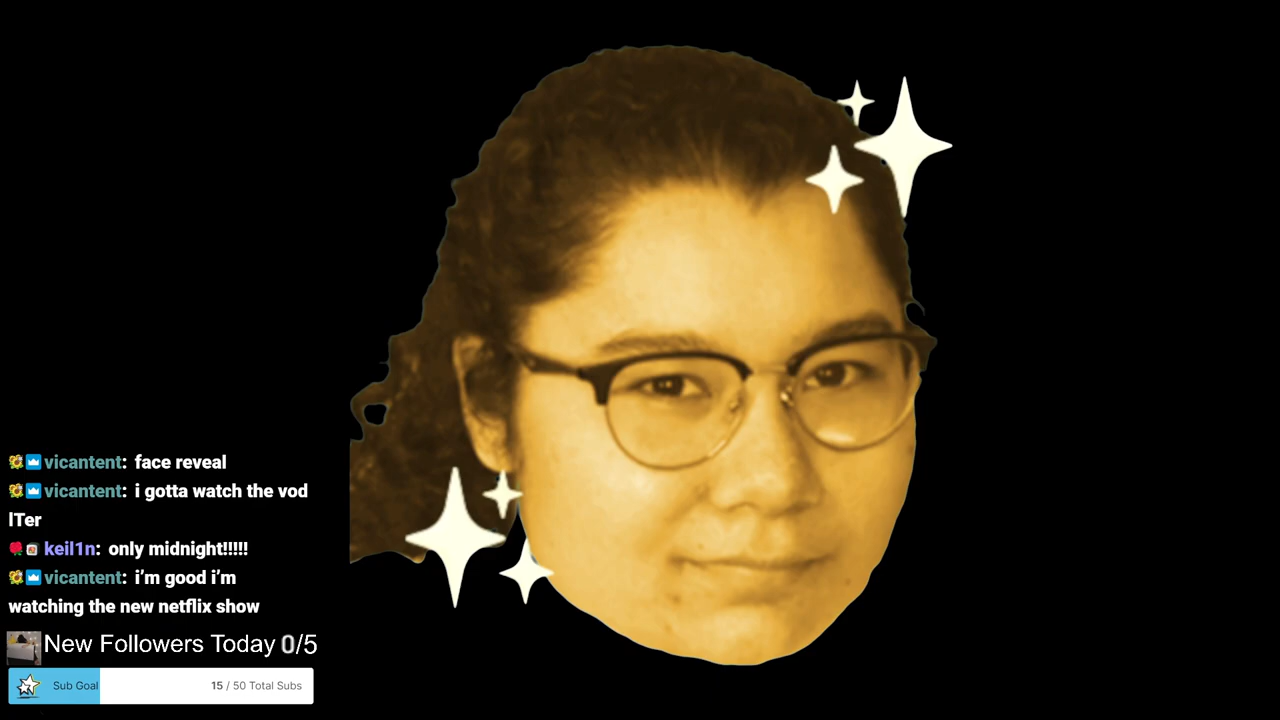 vicantent: face reveal
vicantent: i gotta watch the vod
lTer
keil1n: only midnight!!!!!
vicantent: i'm good i'm
watching the new netflix show
New Followers Today 0/5
Sub Goal 15 / 50 Total Subs